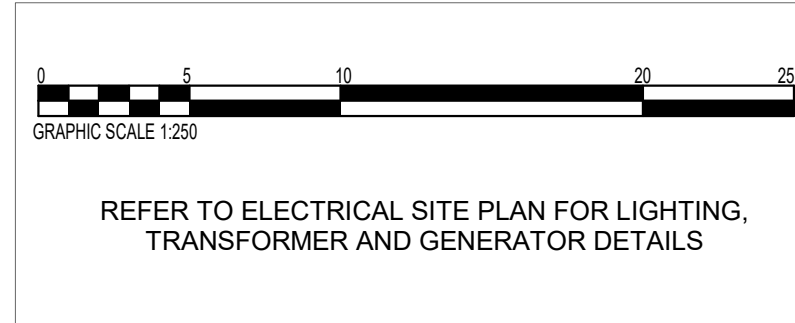 0 5 10 20 25
GRAPHIC SCALE 1:250
REFER TO ELECTRICAL SITE PLAN FOR LIGHTING,
TRANSFORMER AND GENERATOR DETAILS